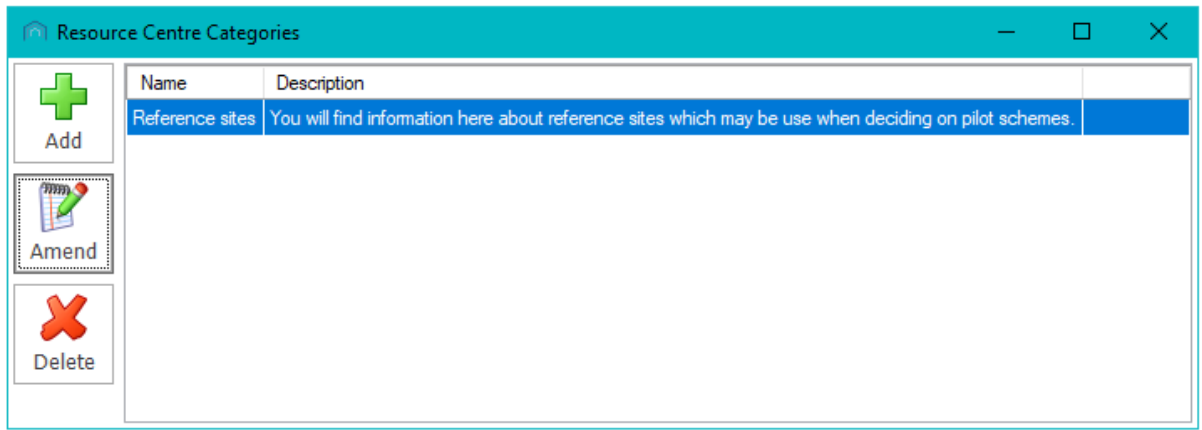 Resource Centre Categories
Add
Amend
Delete
Name Description
Reference sites You will find information here about reference sites which may be use when deciding on pilot schemes.